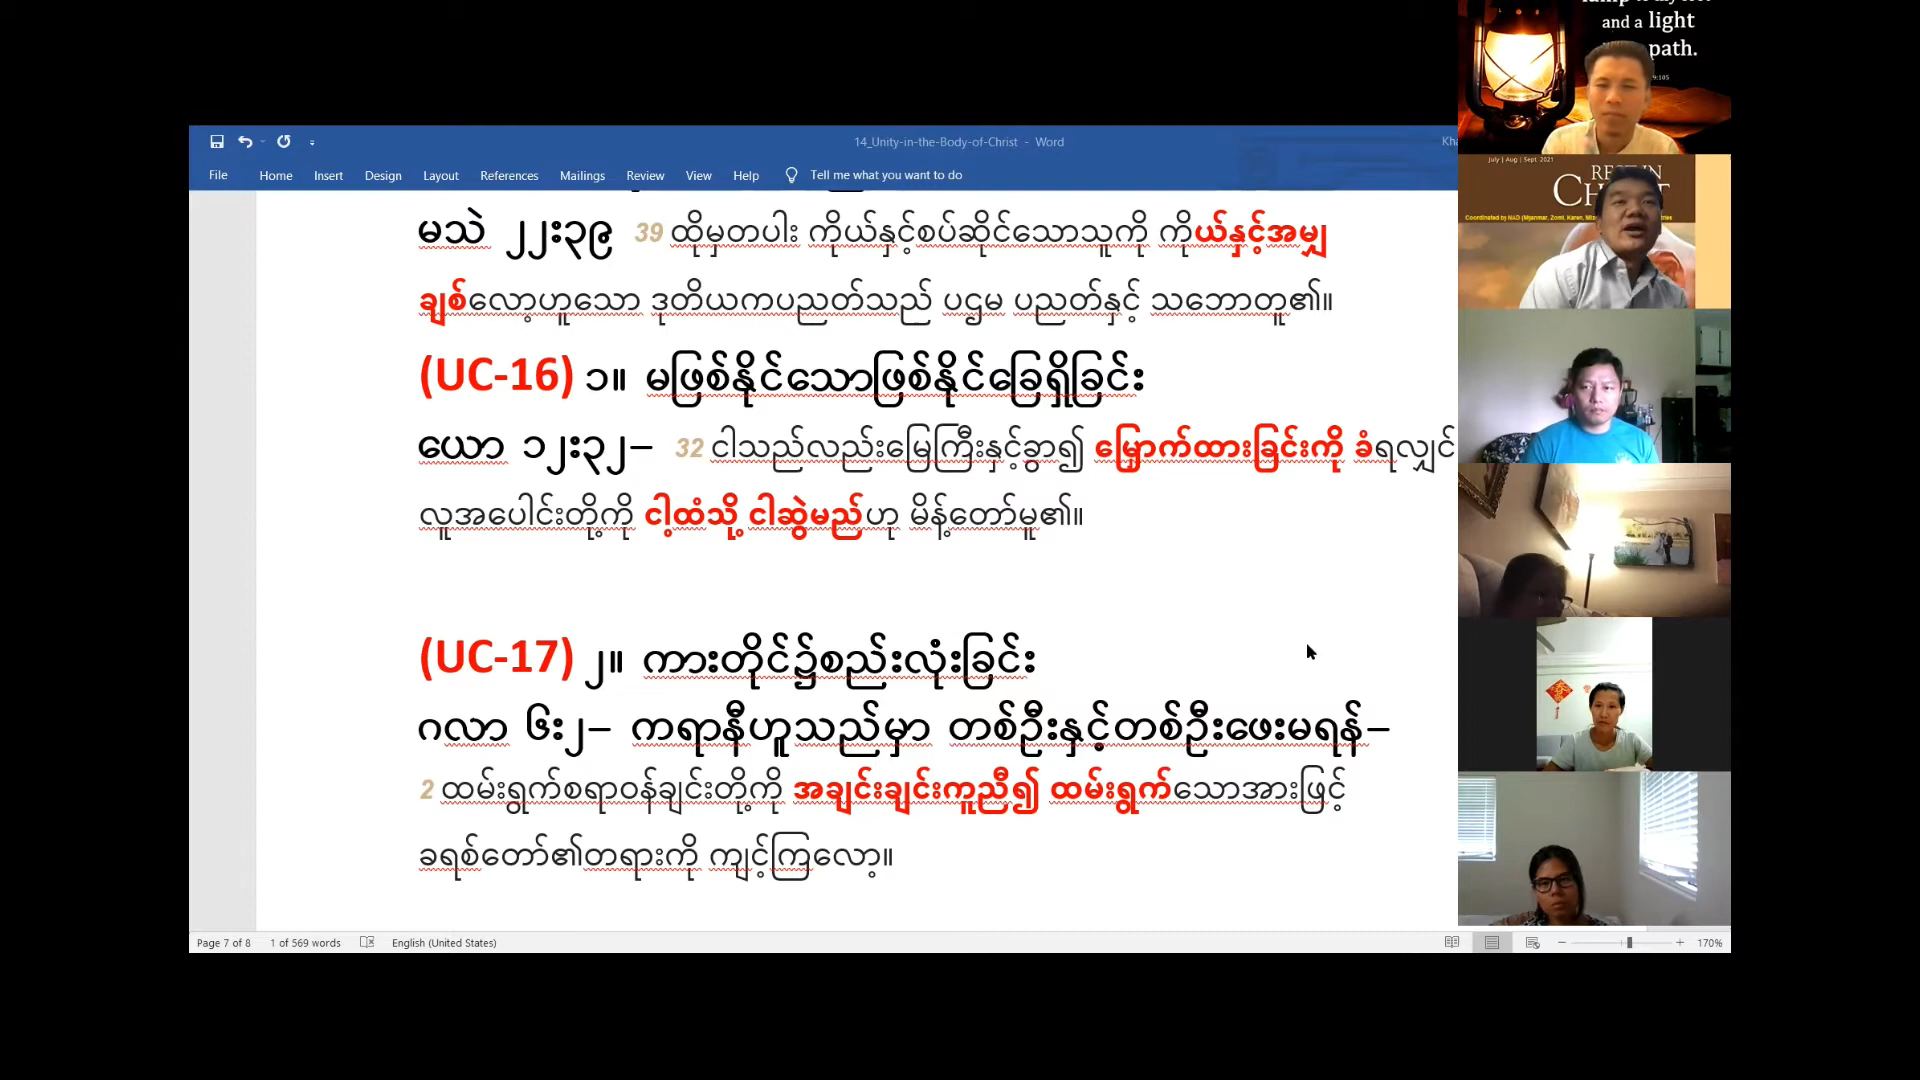 and a light
path.
14_Unity-in-the-Body-of-Christ - Word
File Home Insert Design Layout References Mailings Review View Help Tell me what you want to do
July | Aug | Sept 2021
မဿဲ ၂၂း၃၉ 39 ထိုမှတပါး ကိုယ်နှင့်စပ်ဆိုင်သောသူကို ကိုယ်နှင့်အမျှ
ချစ်လော့ဟူသော ဒုတိယကပညတ်သည် ပဌမ ပညတ်နှင့် သဘောတူ၏။
(UC-16) ၁။ မဖြစ်နိုင်သောဖြစ်နိုင်ခြေရှိခြင်း
ယော ၁၂း၃၂– 32 ငါသည်လည်းမြေကြီးနှင့်ခွာ၍ မြှောက်ထားခြင်းကို ခံရလျှင်
လူအပေါင်းတို့ကို ငါ့ထံသို့ ငါဆွဲမည်ဟု မိန့်တော်မူ၏။
(UC-17) ၂။ ကားတိုင်၌စည်းလုံးခြင်း
ဂလာ ၆း၂– ကရာနီဟူသည်မှာ တစ်ဦးနှင့်တစ်ဦးဖေးမရန်–
2 ထမ်းရွက်စရာဝန်ချင်းတို့ကို အချင်းချင်းကူညီ၍ ထမ်းရွက်သောအားဖြင့်
ခရစ်တော်၏တရားကို ကျင့်ကြလော့။
Page 7 of 8 1 of 569 words English (United States) 170%